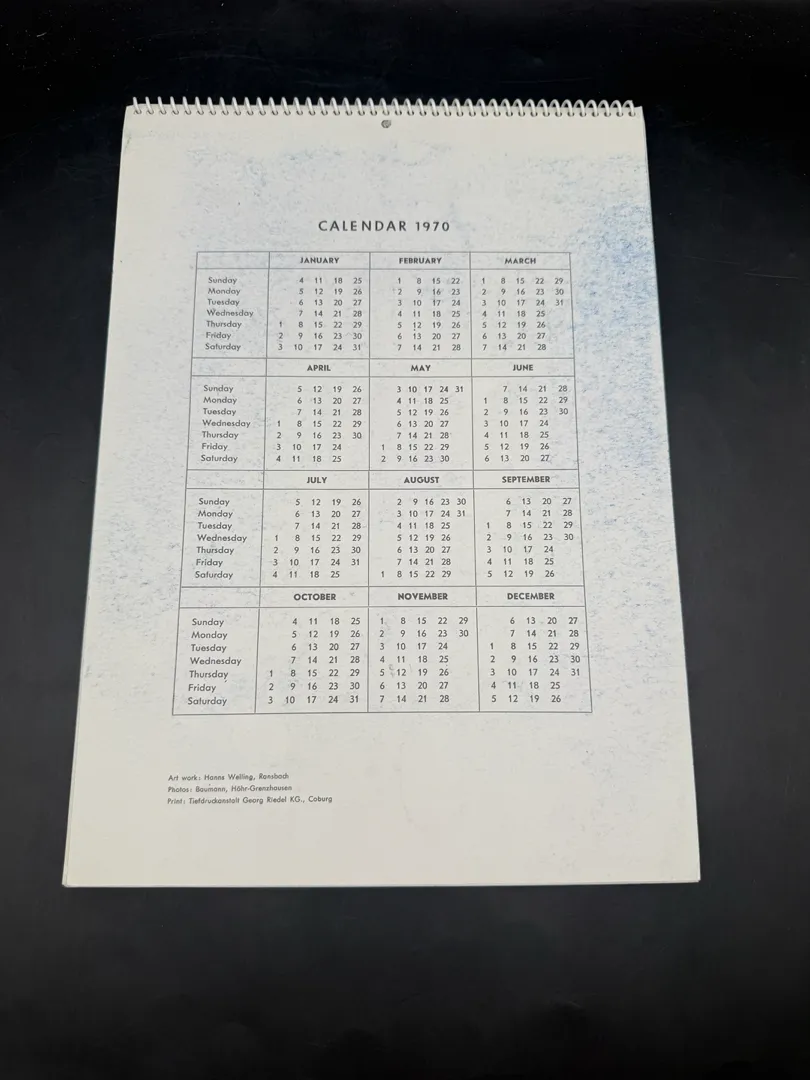 CALENDAR 1970
JANUARY FEBRUARY MARCH
Sunday 4 11 18 25 1 8 15 22 1 8 15 22 29
Monday 5 12 19 26 2 9 16 23 2 9 16 23 30
Tuesday 6 13 20 27 3 10 17 24 3 10 17 24 31
Wednesday 7 14 21 28 4 11 18 25 4 11 18 25
Thursday 1 8 15 22 29 5 12 19 26 5 12 19 26
Friday 2 9 16 23 30 6 13 20 27 6 13 20 27
Saturday 3 10 17 24 31 7 14 21 28 7 14 21 28
APRIL MAY JUNE
Sunday 5 12 19 26 3 10 17 24 31 7 14 21 28
Monday 6 13 20 27 4 11 18 25 1 8 15 22 29
Tuesday 7 14 21 28 5 12 19 26 2 9 16 23 30
Wednesday 1 8 15 22 29 6 13 20 27 3 10 17 24
Thursday 2 9 16 23 30 7 14 21 28 4 11 18 25
Friday 3 10 17 24 1 8 15 22 29 5 12 19 26
Saturday 4 11 18 25 2 9 16 23 30 6 13 20 27
JULY AUGUST SEPTEMBER
Sunday 5 12 19 26 2 9 16 23 30 6 13 20 27
Monday 6 13 20 27 3 10 17 24 31 7 14 21 28
Tuesday 7 14 21 28 4 11 18 25 1 8 15 22 29
Wednesday 1 8 15 22 29 5 12 19 26 2 9 16 23 30
Thursday 2 9 16 23 30 6 13 20 27 3 10 17 24
Friday 3 10 17 24 31 7 14 21 28 4 11 18 25
Saturday 4 11 18 25 1 8 15 22 29 5 12 19 26
OCTOBER NOVEMBER DECEMBER
Sunday 4 11 18 25 1 8 15 22 29 6 13 20 27
Monday 5 12 19 26 2 9 16 23 30 7 14 21 28
Tuesday 6 13 20 27 3 10 17 24 1 8 15 22 29
Wednesday 7 14 21 28 4 11 18 25 2 9 16 23 30
Thursday 1 8 15 22 29 5 12 19 26 3 10 17 24 31
Friday 2 9 16 23 30 6 13 20 27 4 11 18 25
Saturday 3 10 17 24 31 7 14 21 28 5 12 19 26
Art work: Hanns Welling, Ransbach
Photos: Baumann, Höhr-Grenzhausen
Print: Tiefdruckanstalt Georg Riedel KG., Coburg